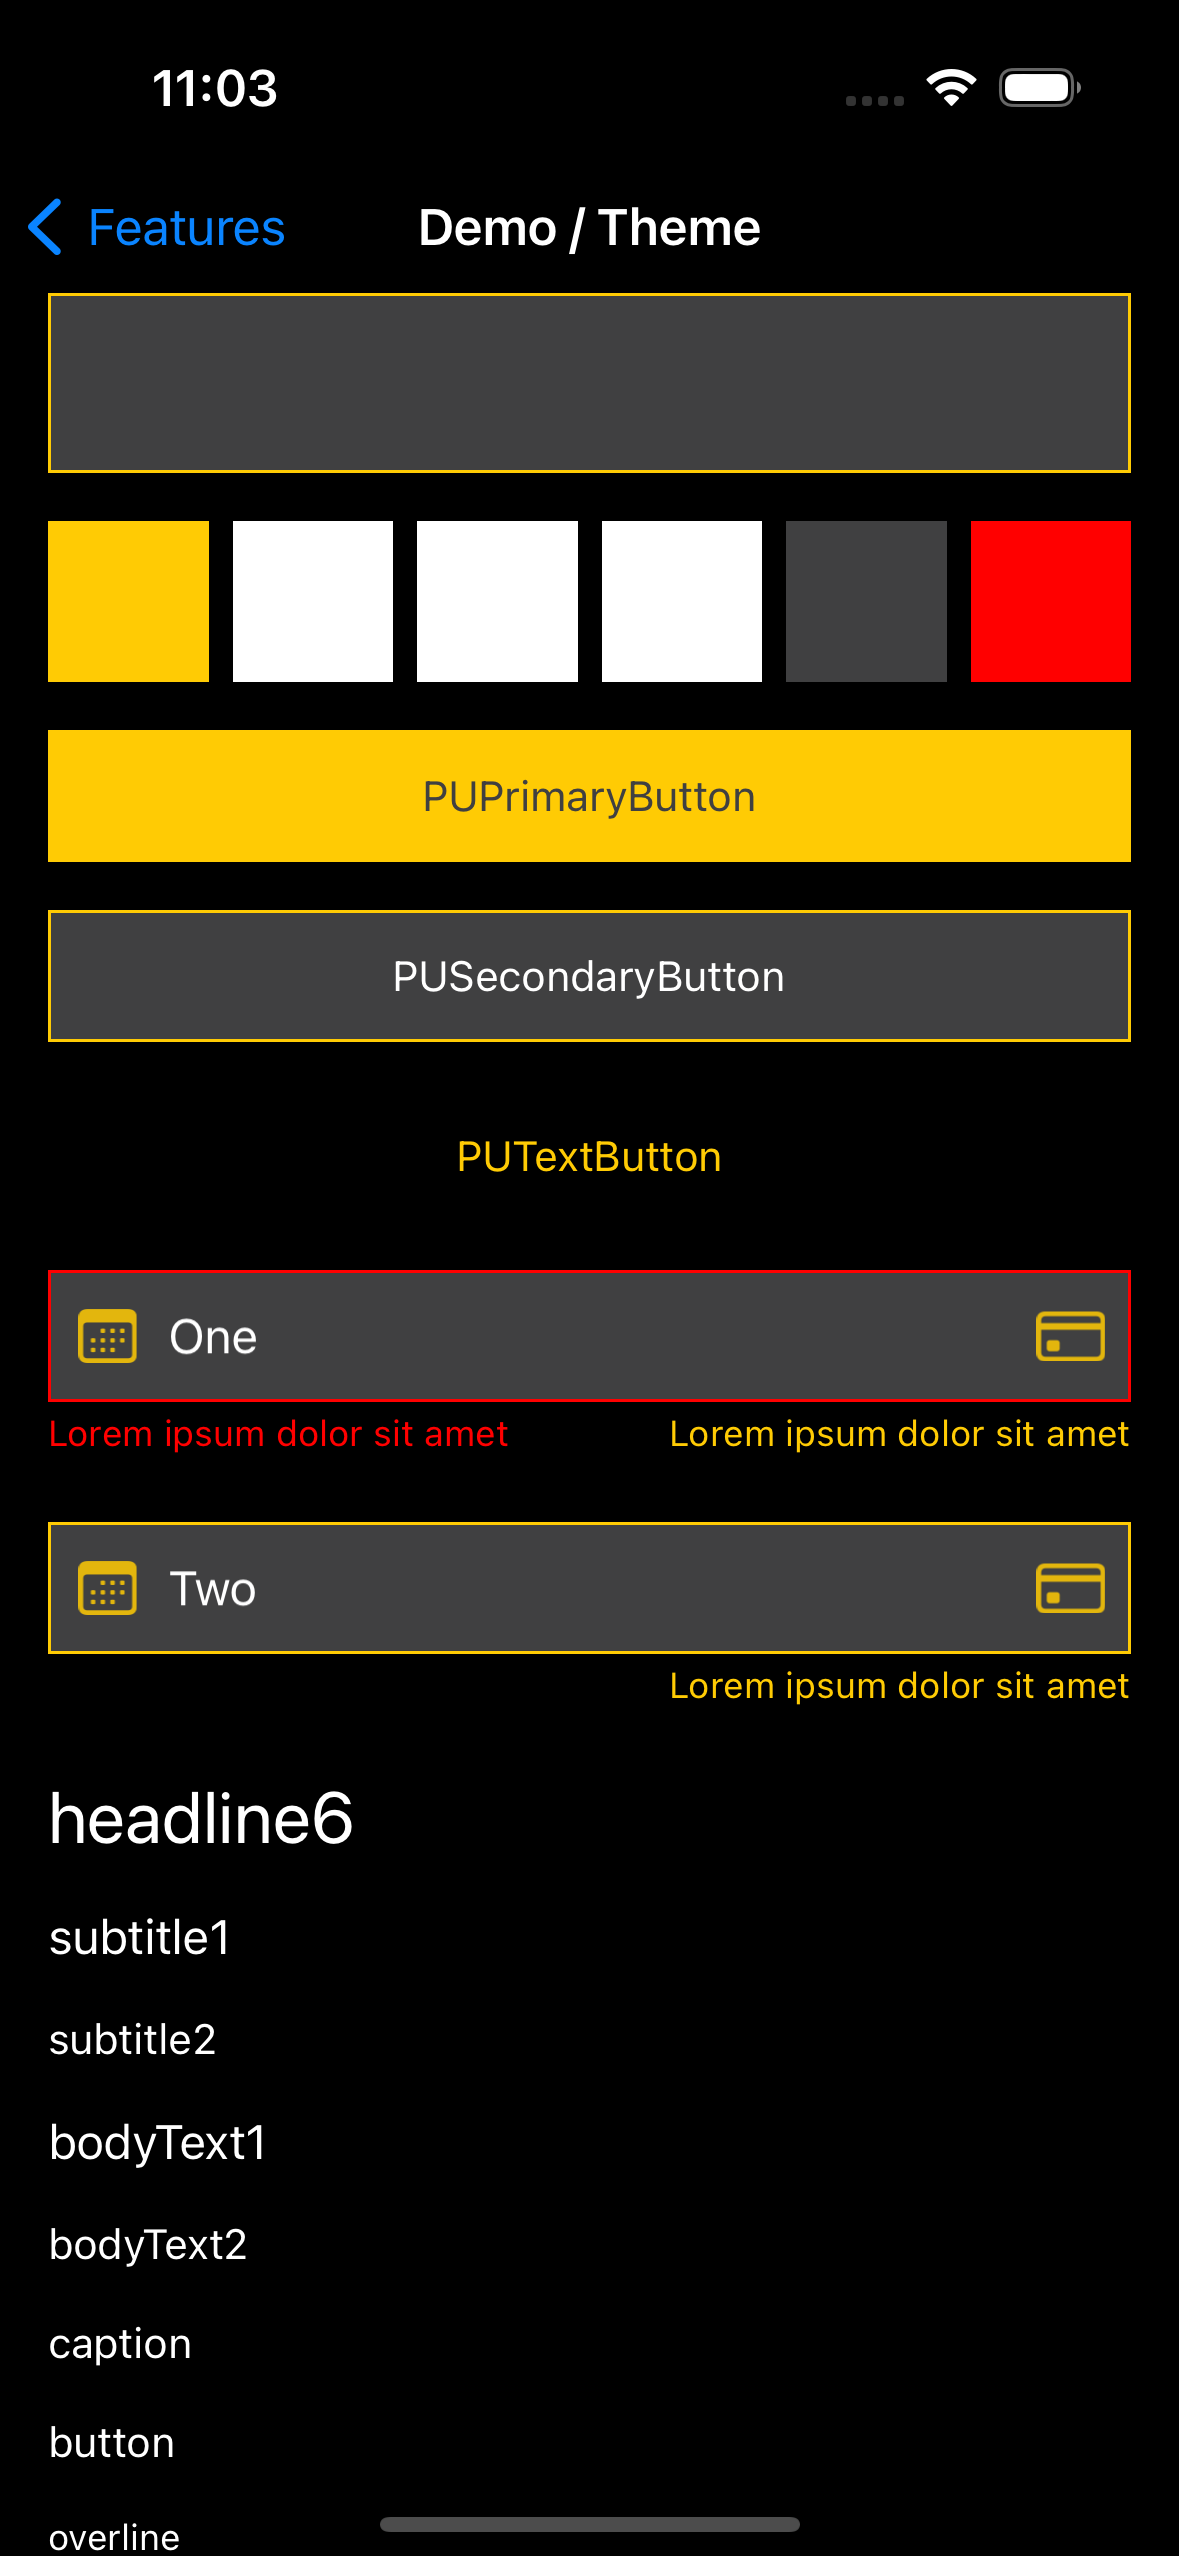 11:03
Features
Demo / Theme
PUPrimaryButton
PUSecondaryButton
PUTextButton
One
Lorem ipsum dolor sit amet
Lorem ipsum dolor sit amet
Two
Lorem ipsum dolor sit amet
headline6
subtitle1
subtitle2
bodyText1
bodyText2
caption
button
overline